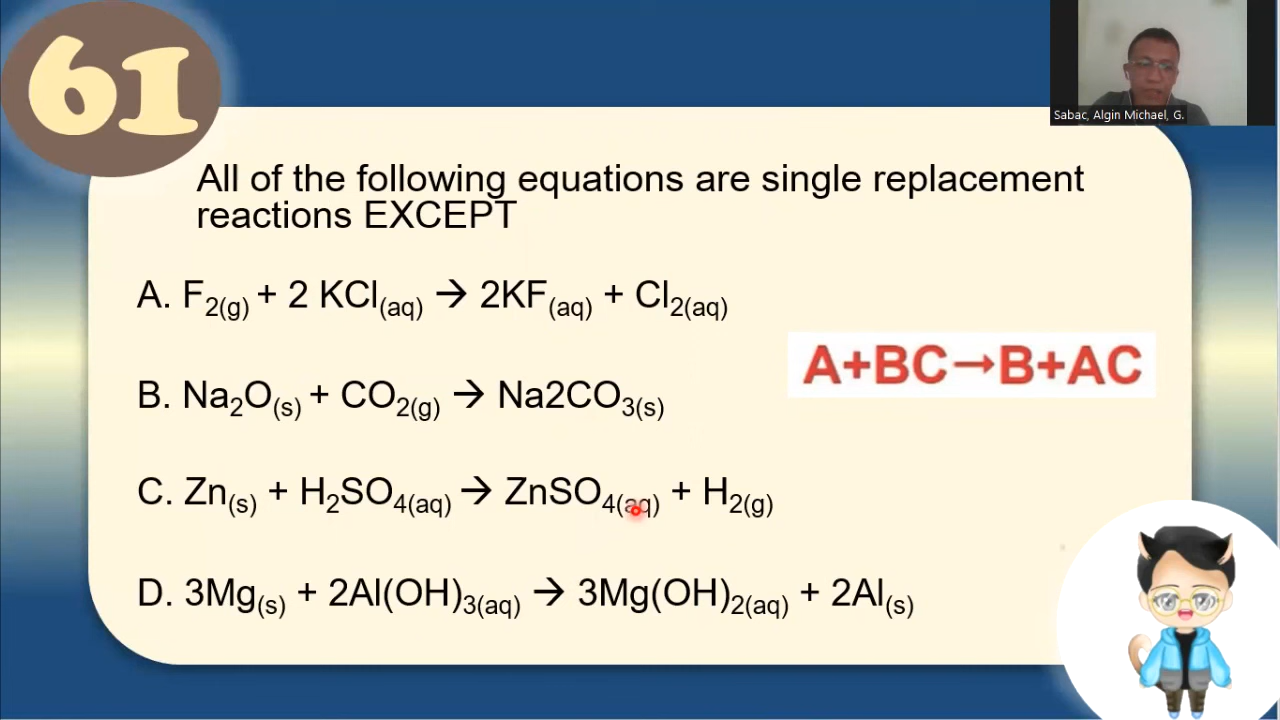 61
Sabac, Algin Michael, G.
All of the following equations are single replacement
reactions EXCEPT
A. F₂₍g₎ + 2 KCl₍aq₎ → 2KF₍aq₎ + Cl₂₍aq₎
A+BC→B+AC
B. Na₂O₍s₎ + CO₂₍g₎ → Na2CO₃₍s₎
C. Zn₍s₎ + H₂SO₄₍aq₎ → ZnSO₄₍aq₎ + H₂₍g₎
D. 3Mg₍s₎ + 2Al(OH)₃₍aq₎ → 3Mg(OH)₂₍aq₎ + 2Al₍s₎